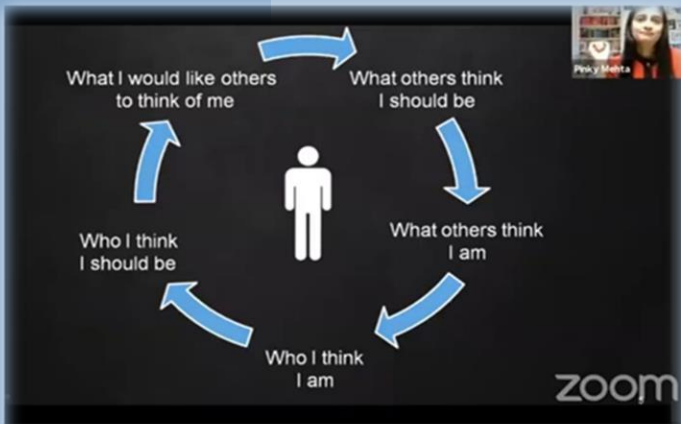 Pinky Mehta
What I would like others
to think of me
What others think
I should be
What others think
I am
Who I think
I am
Who I think
I should be
zoom